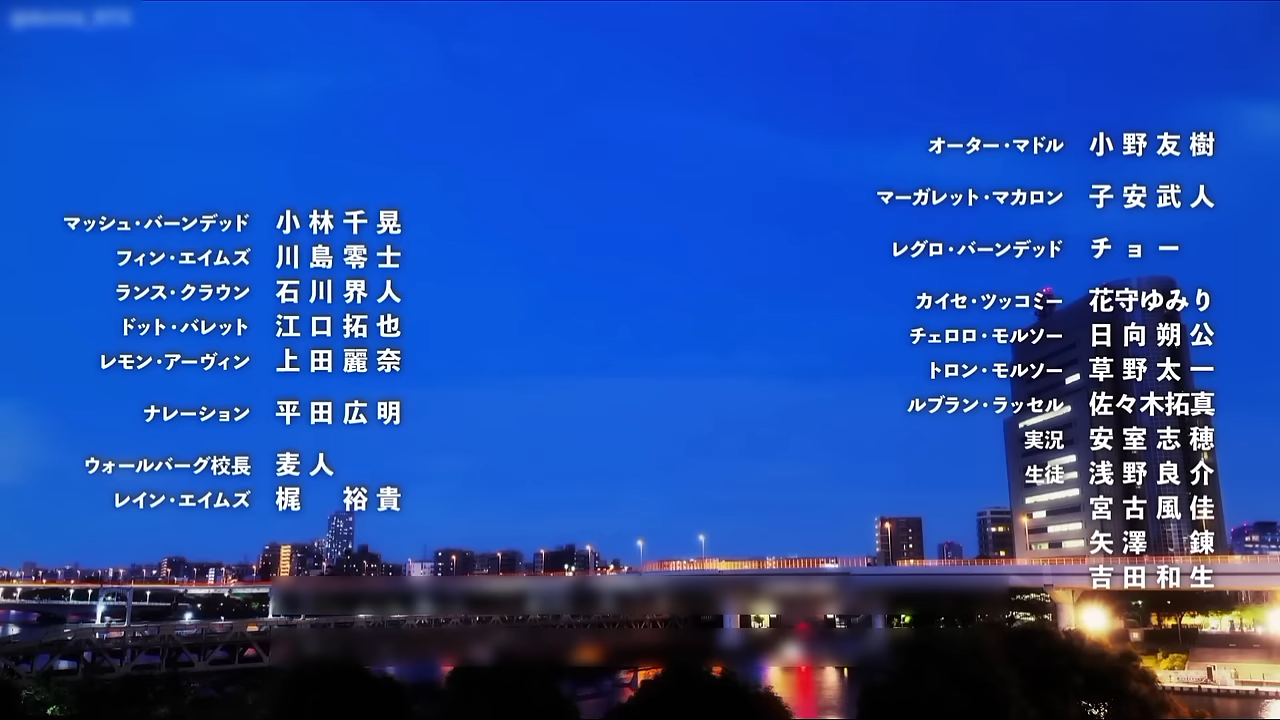 マッシュ・バーンデッド 小林千晃
フィン・エイムズ 川島零士
ランス・クラウン 石川界人
ドット・バレット 江口拓也
レモン・アーヴィン 上田麗奈
ナレーション 平田広明
ウォールバーグ校長 麦人
レイン・エイムズ 梶 裕貴
オーター・マドル 小野友樹
マーガレット・マカロン 子安武人
レグロ・バーンデッド チョー
カイセ・ツッコミー 花守ゆみり
チェロロ・モルソー 日向朔公
トロン・モルソー 草野太一
ルブラン・ラッセル 佐々木拓真
実況 安室志穂
生徒 浅野良介
宮古風佳
矢澤 錬
吉田和生